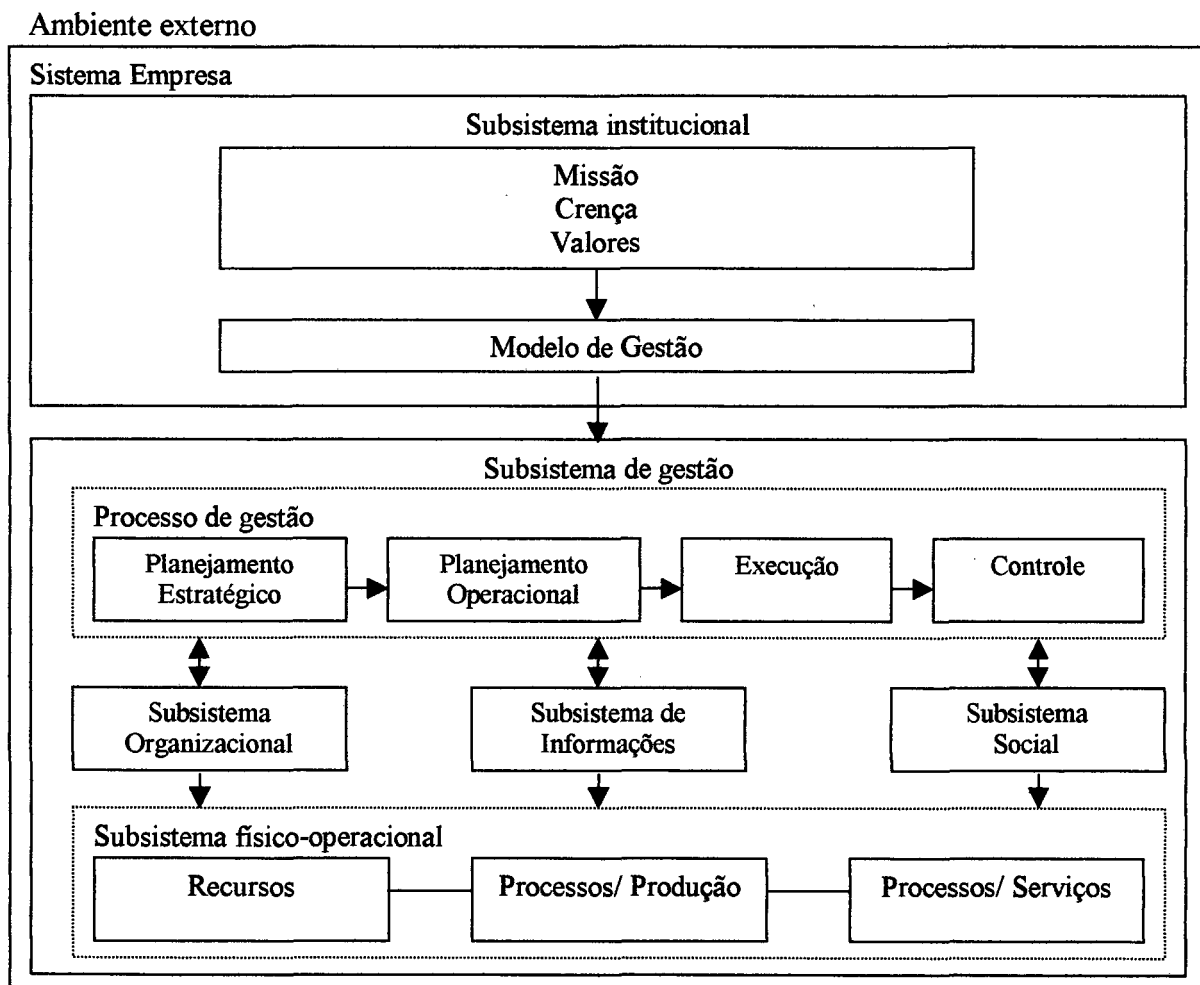 Ambiente externo
Sistema Empresa
Subsistema institucional
Missão
Crença
Valores
Modelo de Gestão
Subsistema de gestão
Processo de gestão
Planejamento
Estratégico
Planejamento
Operacional
Execução
Controle
Subsistema
Organizacional
Subsistema de
Informações
Subsistema
Social
Subsistema físico-operacional
Recursos
Processos/ Produção
Processos/ Serviços